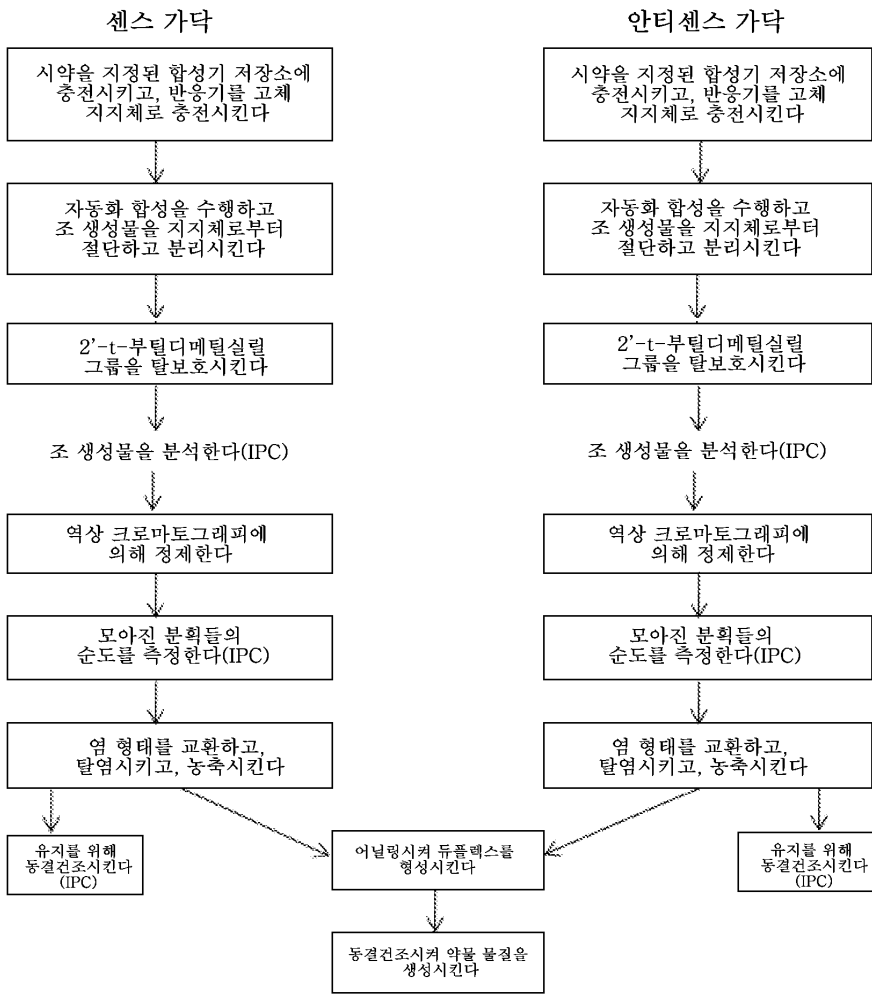 센스 가닥
시약을 지정된 합성기 저장소에
충전시키고, 반응기를 고체
지지체로 충전시킨다
자동화 합성을 수행하고
조 생성물을 지지체로부터
절단하고 분리시킨다
2'-t-부틸디메틸실릴
그룹을 탈보호시킨다
조 생성물을 분석한다(IPC)
역상 크로마토그래피에
의해 정제한다
모아진 분획들의
순도를 측정한다(IPC)
염 형태를 교환하고,
탈염시키고, 농축시킨다
유지를 위해
동결건조시킨다
(IPC)
안티센스 가닥
시약을 지정된 합성기 저장소에
충전시키고, 반응기를 고체
지지체로 충전시킨다
자동화 합성을 수행하고
조 생성물을 지지체로부터
절단하고 분리시킨다
2'-t-부틸디메틸실릴
그룹을 탈보호시킨다
조 생성물을 분석한다(IPC)
역상 크로마토그래피에
의해 정제한다
모아진 분획들의
순도를 측정한다(IPC)
염 형태를 교환하고,
탈염시키고, 농축시킨다
유지를 위해
동결건조시킨다
(IPC)
어닐링시켜 듀플렉스를
형성시킨다
동결건조시켜 약물 물질을
생성시킨다